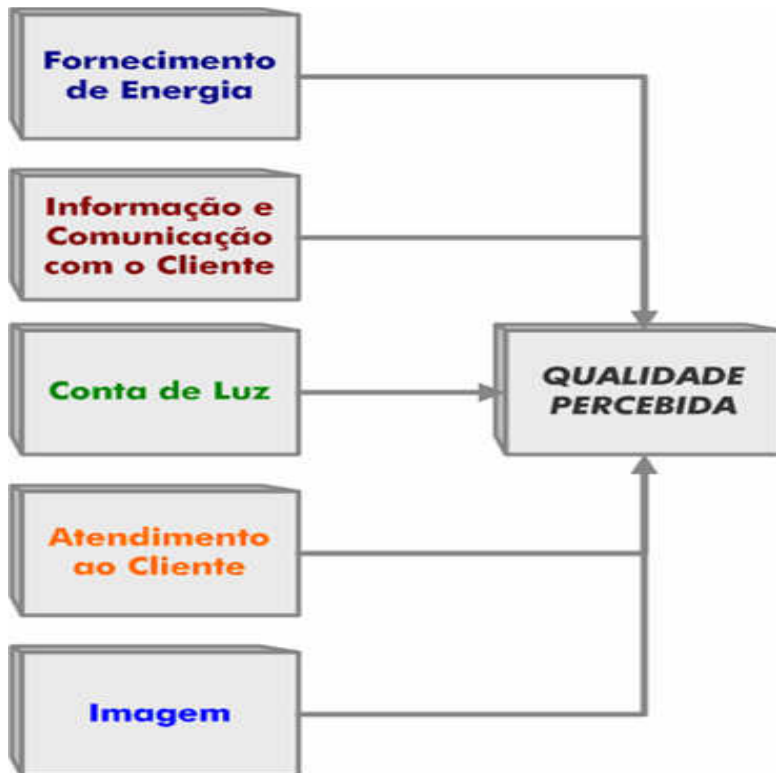 Fornecimento
de Energia
Informação e
Comunicação
com o Cliente
Conta de Luz
QUALIDADE
PERCEBIDA
Atendimento
ao Cliente
Imagem